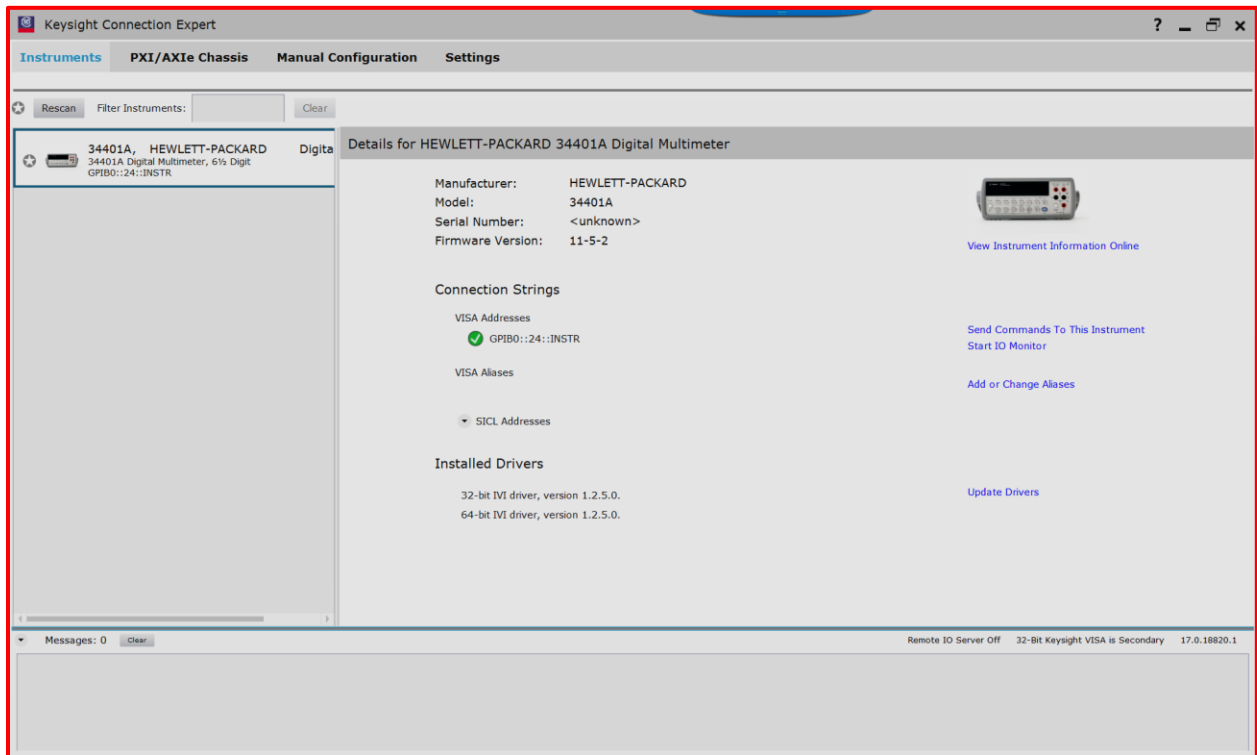 Keysight Connection Expert
?
Instruments PXI/AXIe Chassis Manual Configuration Settings
Rescan Filter Instruments: Clear
34401A, HEWLETT-PACKARD Digita
34401A Digital Multimeter, 6½ Digit
GPIB0::24::INSTR
Details for HEWLETT-PACKARD 34401A Digital Multimeter
Manufacturer: HEWLETT-PACKARD
Model: 34401A
Serial Number: <unknown>
Firmware Version: 11-5-2
View Instrument Information Online
Connection Strings
VISA Addresses
GPIB0::24::INSTR
Send Commands To This Instrument
Start IO Monitor
VISA Aliases
Add or Change Aliases
SICL Addresses
Installed Drivers
32-bit IVI driver, version 1.2.5.0.
64-bit IVI driver, version 1.2.5.0.
Update Drivers
Messages: 0 Clear
Remote IO Server Off 32-Bit Keysight VISA is Secondary 17.0.18820.1